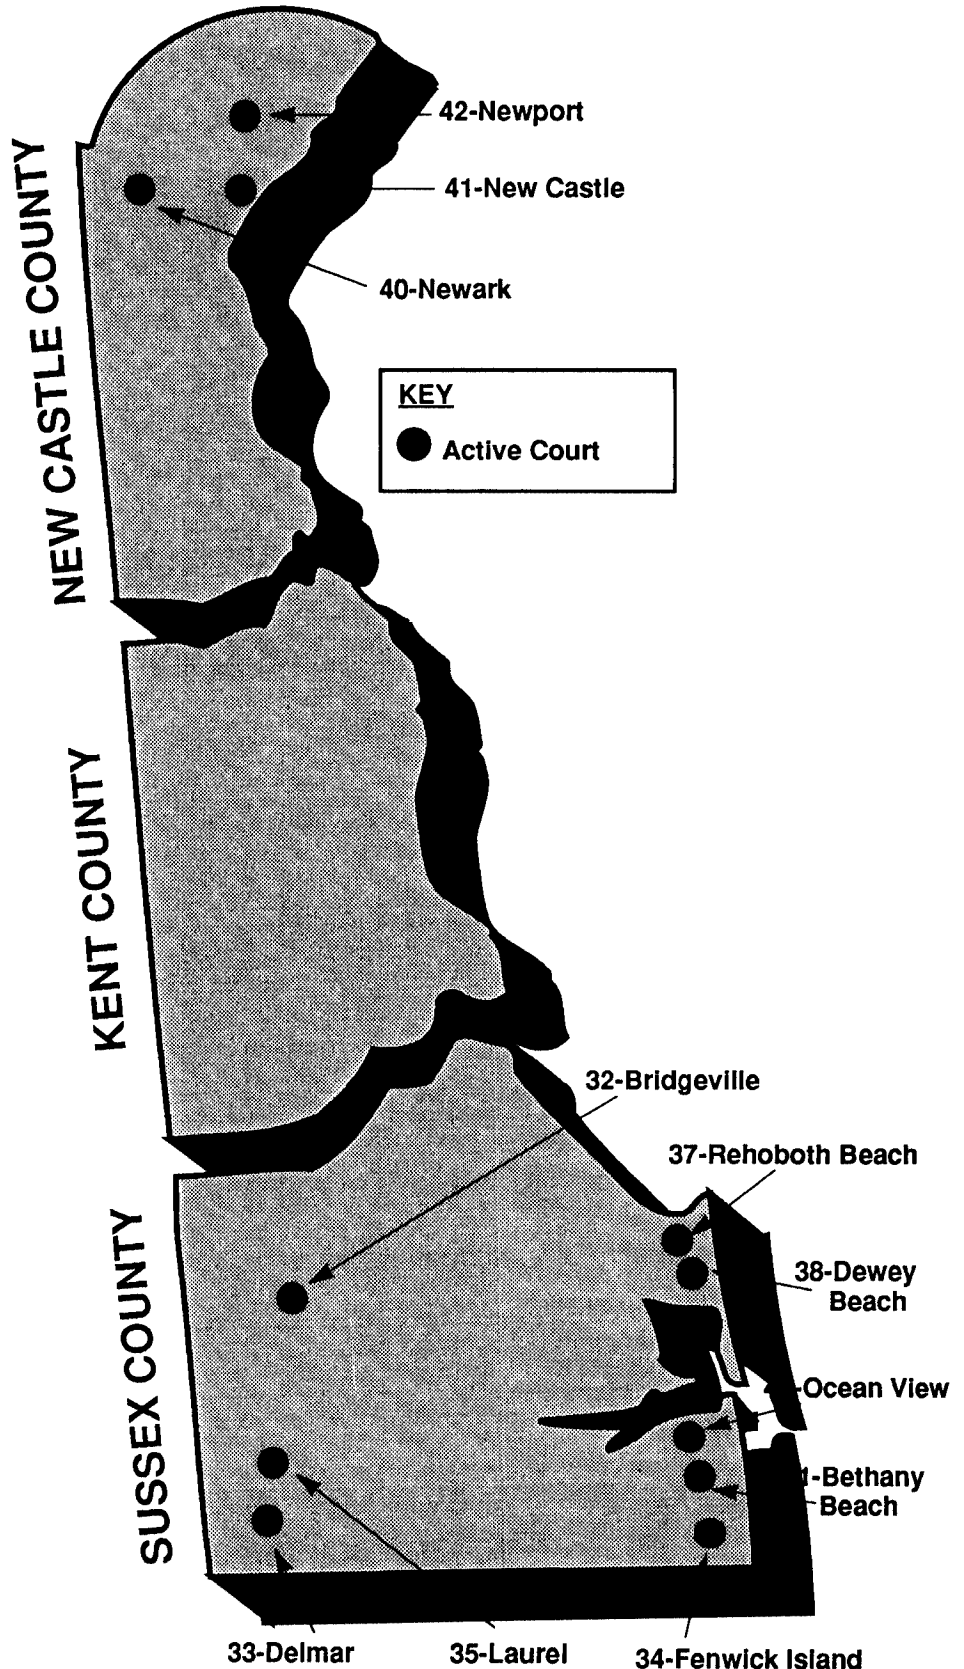 42-Newport
41-New Castle
40-Newark
NEW CASTLE COUNTY
KEY
Active Court
KENT COUNTY
32-Bridgeville
37-Rehoboth Beach
38-Dewey
Beach
SUSSEX COUNTY
-Ocean View
1-Bethany
Beach
33-Delmar
35-Laurel
34-Fenwick Island